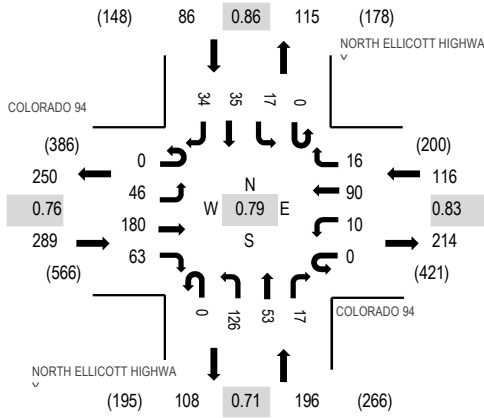 (148) 86 0.86 115 (178)
NORTH ELLICOTT HIGHWA
Y
34 35 17 0
COLORADO 94
(386) 0 16 (200)
250 46 N 90 116
0.76 W 0.79 E 0.83
180 S 10
289 63 0 214
(566) (421)
0 126 53 17
COLORADO 94
NORTH ELLICOTT HIGHWA
Y
(195) 108 0.71 196 (266)